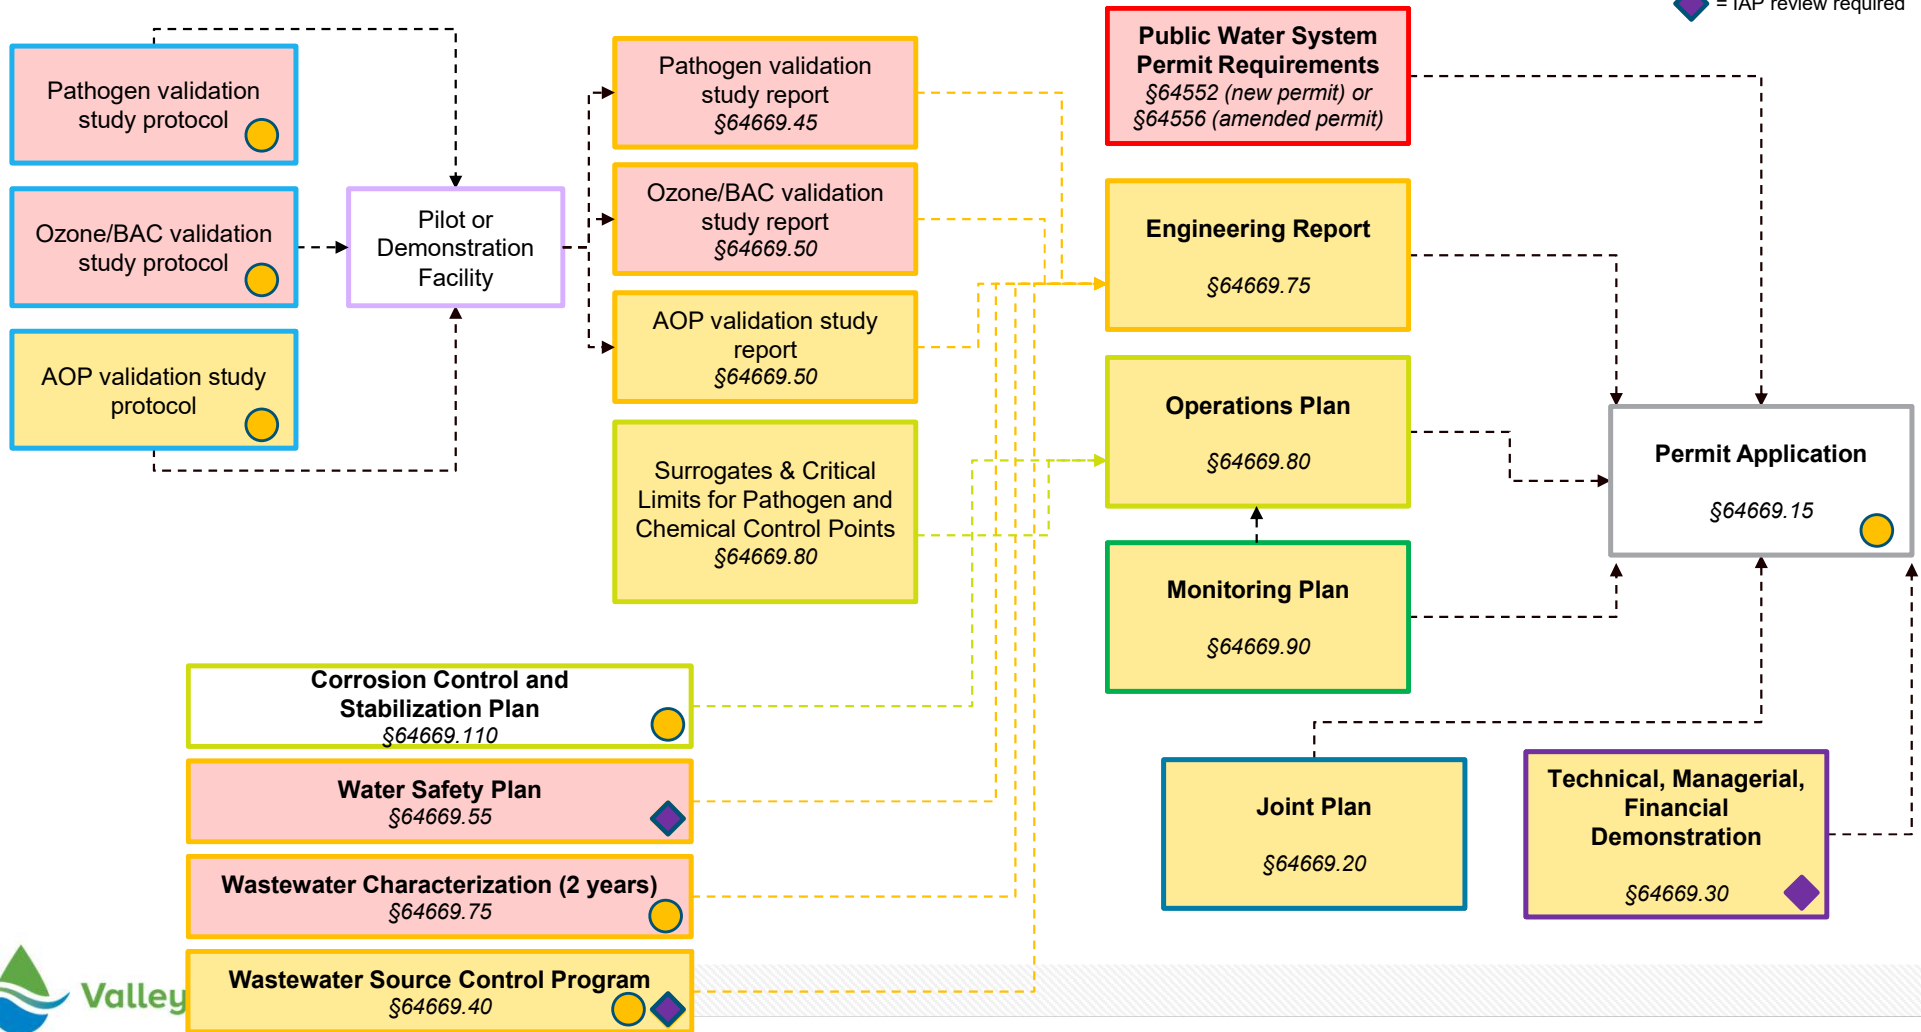 = IAP review required
Pathogen validation
study protocol
Ozone/BAC validation
study protocol
AOP validation study
protocol
Pilot or
Demonstration
Facility
Pathogen validation
study report
§64669.45
Ozone/BAC validation
study report
§64669.50
AOP validation study
report
§64669.50
Surrogates & Critical
Limits for Pathogen and
Chemical Control Points
§64669.80
Corrosion Control and
Stabilization Plan
§64669.110
Water Safety Plan
§64669.55
Wastewater Characterization (2 years)
§64669.75
Wastewater Source Control Program
§64669.40
Public Water System
Permit Requirements
§64552 (new permit) or
§64556 (amended permit)
Engineering Report
§64669.75
Operations Plan
§64669.80
Monitoring Plan
§64669.90
Joint Plan
§64669.20
Technical, Managerial,
Financial
Demonstration
§64669.30
Permit Application
§64669.15
Valley